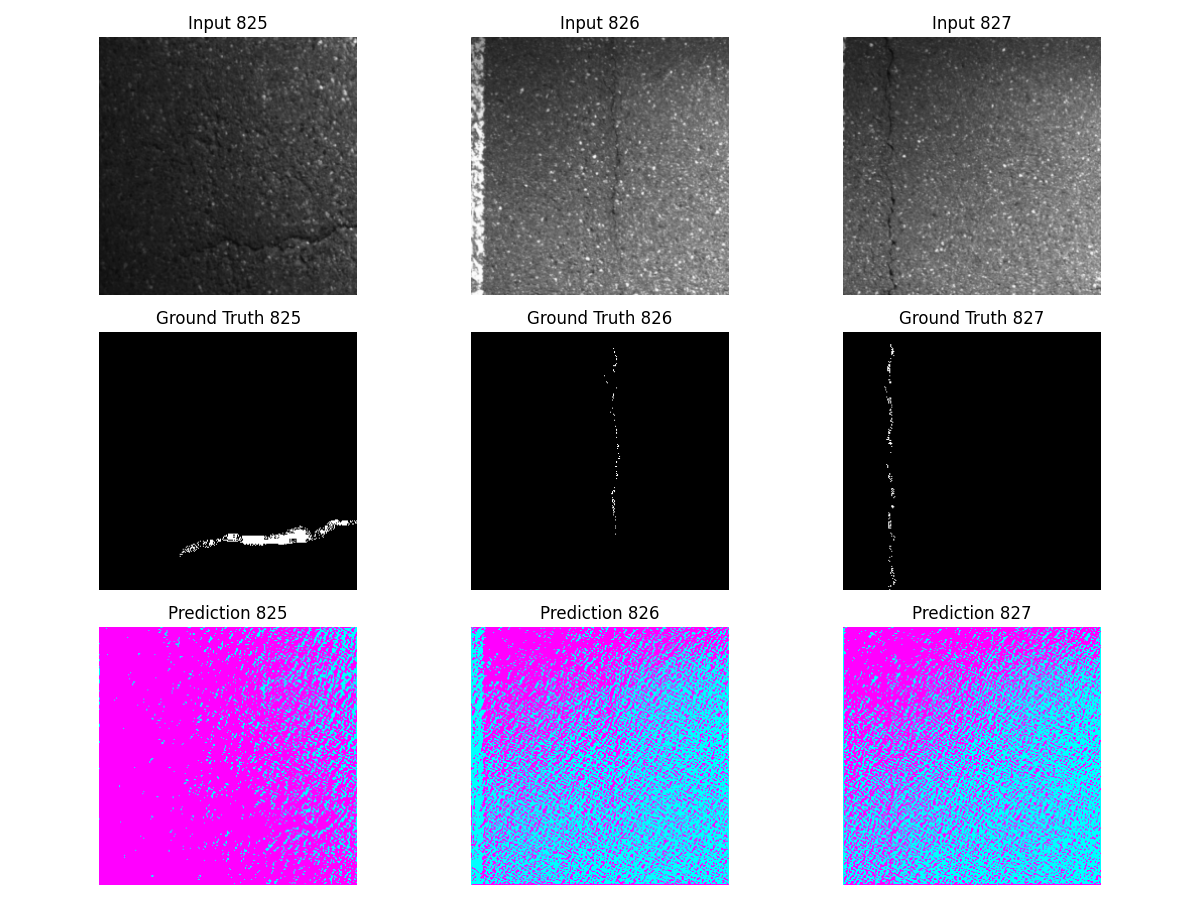 Input 825
Input 826
Input 827
Ground Truth 825
Ground Truth 826
Ground Truth 827
Prediction 825
Prediction 826
Prediction 827